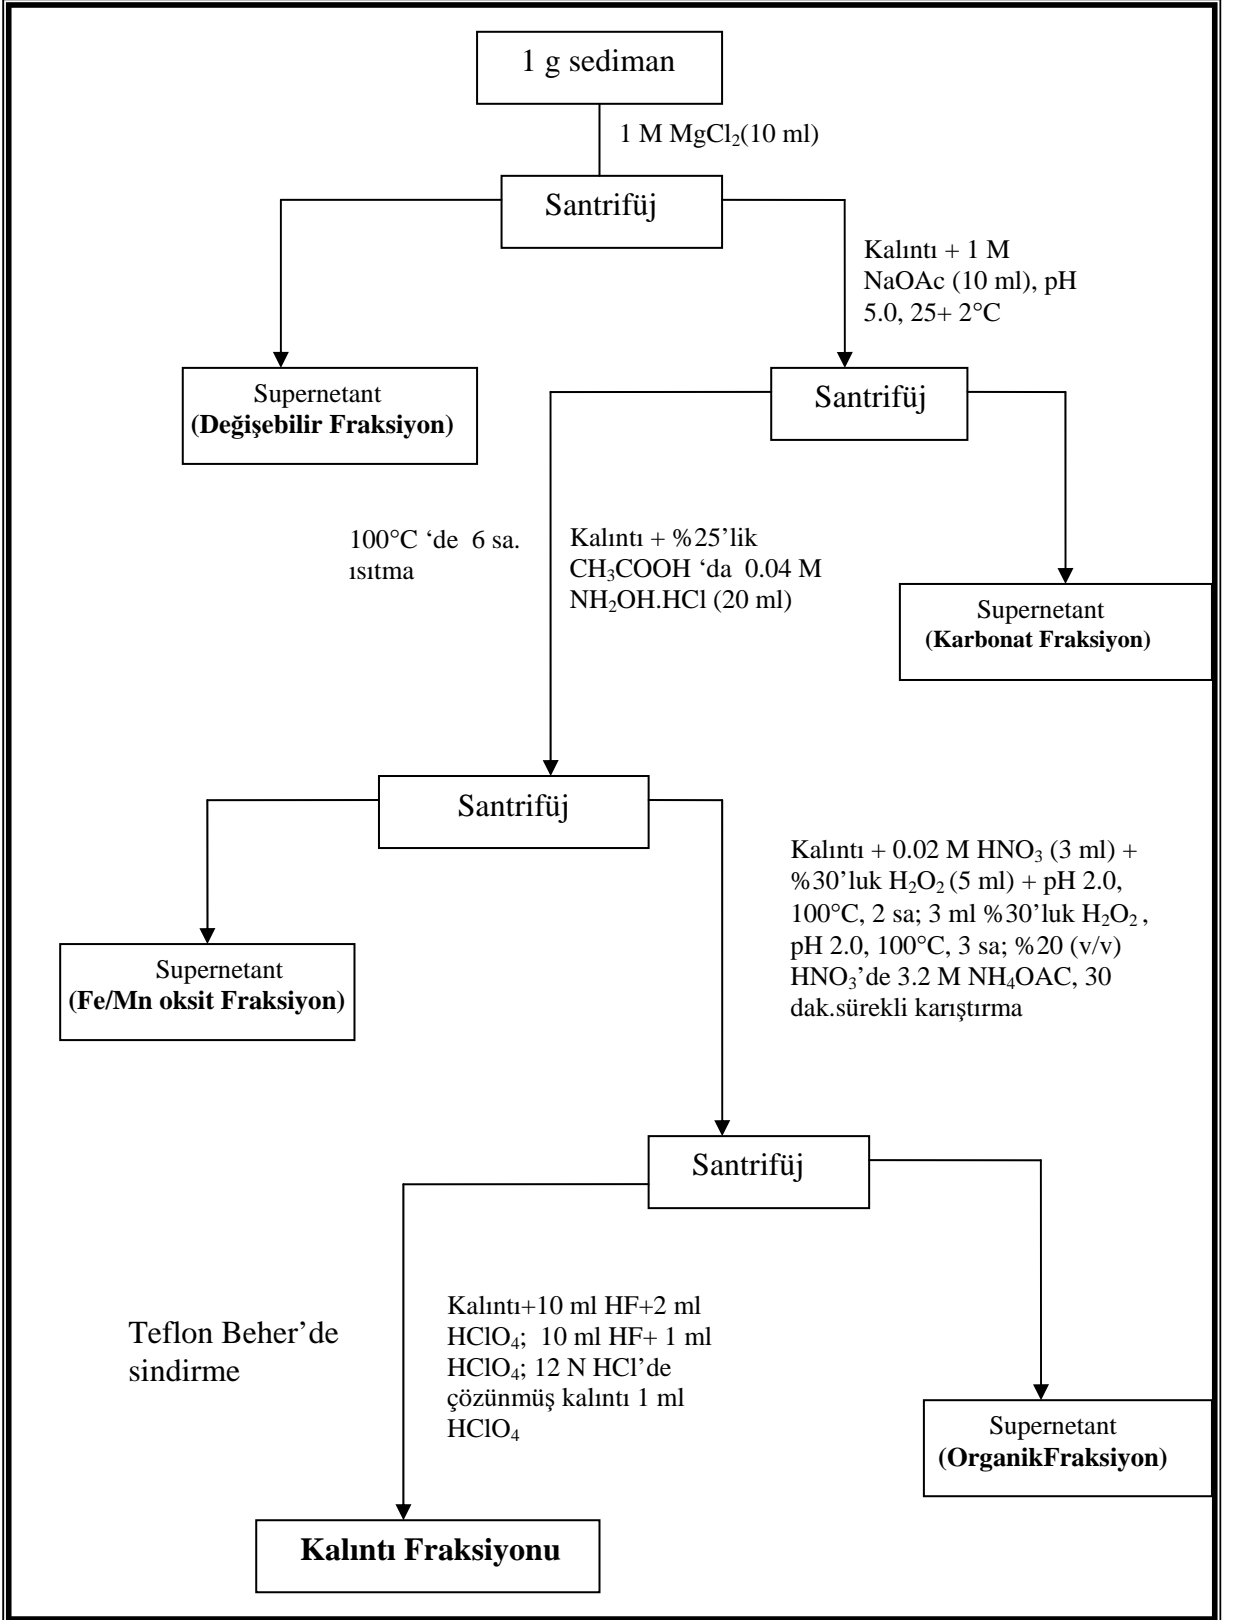 1 g sediman
1 M MgCl₂(10 ml)
Santrifüj
Kalıntı + 1 M
NaOAc (10 ml), pH
5.0, 25+ 2°C
Supernetant
(Değişebilir Fraksiyon)
Santrifüj
100°C ‘de 6 sa.
ısıtma
Kalıntı + %25’lik
CH₃COOH ‘da 0.04 M
NH₂OH.HCl (20 ml)
Supernetant
(Karbonat Fraksiyon)
Santrifüj
Kalıntı + 0.02 M HNO₃ (3 ml) +
%30’luk H₂O₂ (5 ml) + pH 2.0,
100°C, 2 sa; 3 ml %30’luk H₂O₂ ,
pH 2.0, 100°C, 3 sa; %20 (v/v)
HNO₃’de 3.2 M NH₄OAC, 30
dak.sürekli karıştırma
Supernetant
(Fe/Mn oksit Fraksiyon)
Santrifüj
Teflon Beher’de
sindirme
Kalıntı+10 ml HF+2 ml
HClO₄; 10 ml HF+ 1 ml
HClO₄; 12 N HCl’de
çözünmüş kalıntı 1 ml
HClO₄
Supernetant
(OrganikFraksiyon)
Kalıntı Fraksiyonu